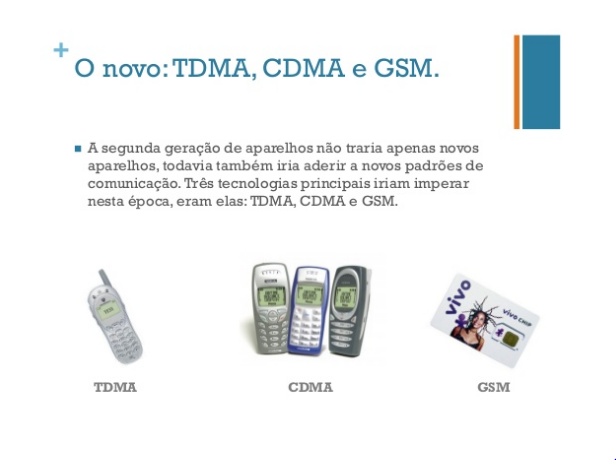 +
O novo: TDMA, CDMA e GSM.
A segunda geração de aparelhos não traria apenas novos
aparelhos, todavia também iria aderir a novos padrões de
comunicação. Três tecnologias principais iriam imperar
nesta época, eram elas: TDMA, CDMA e GSM.
vivo
vivo CHIP
TDMA
CDMA
GSM